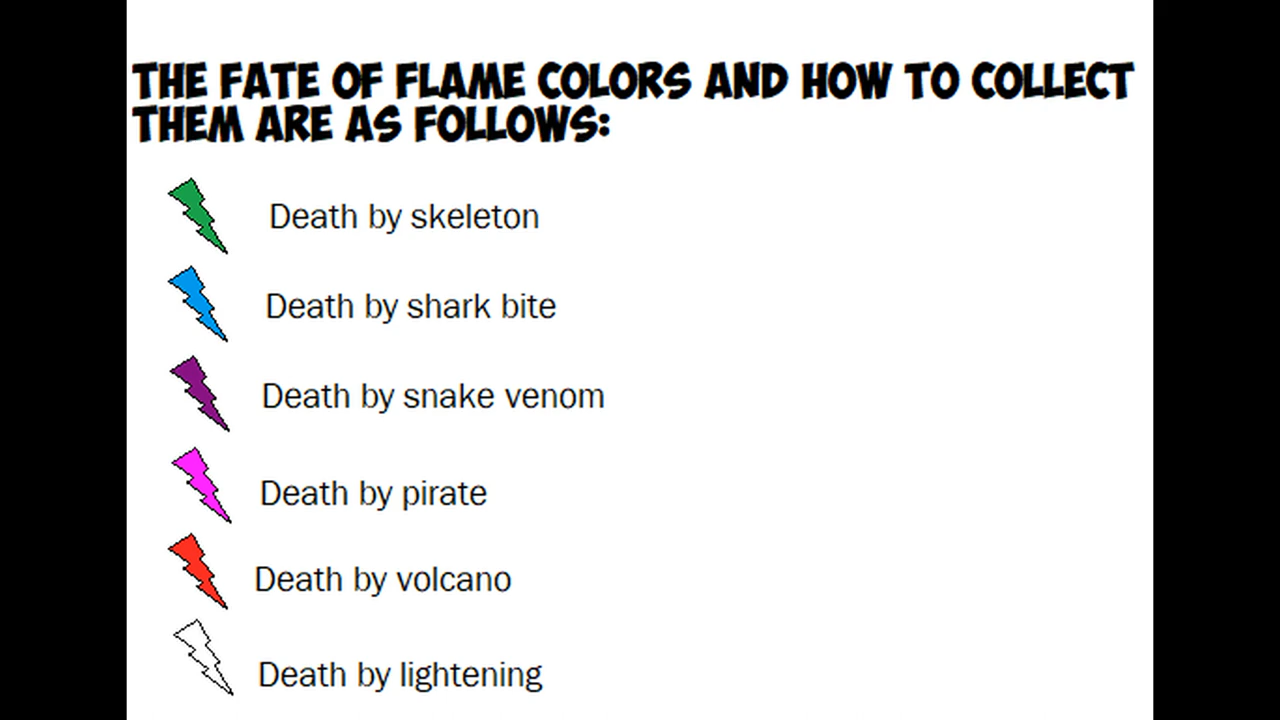 THE FATE OF FLAME COLORS AND HOW TO COLLECT
THEM ARE AS FOLLOWS:
Death by skeleton
Death by shark bite
Death by snake venom
Death by pirate
Death by volcano
Death by lightening